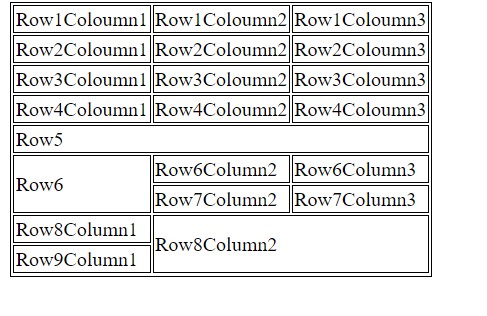 Row1Coloumn1 Row1Coloumn2 Row1Coloumn3
Row2Coloumn1 Row2Coloumn2 Row2Coloumn3
Row3Coloumn1 Row3Coloumn2 Row3Coloumn3
Row4Coloumn1 Row4Coloumn2 Row4Coloumn3
Row5
Row6
Row6Column2 Row6Column3
Row7Column2 Row7Column3
Row8Column1
Row8Column2
Row9Column1